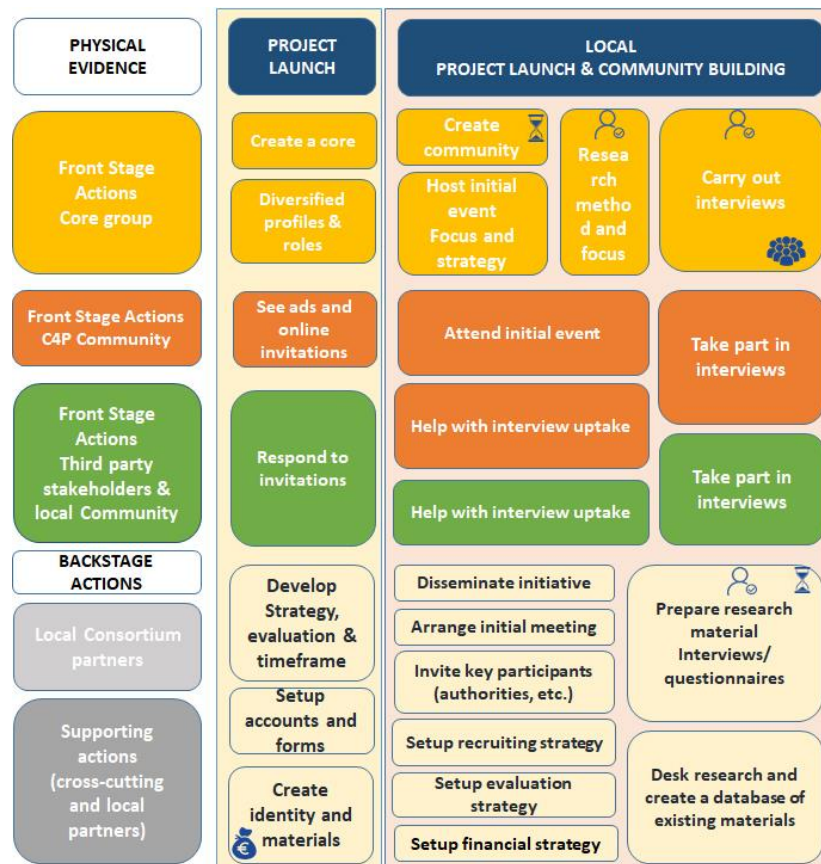 PHYSICAL
EVIDENCE
PROJECT
LAUNCH
LOCAL
PROJECT LAUNCH & COMMUNITY BUILDING
Front Stage
Actions
Core group
Create a core
Diversified
profiles &
roles
Create
community
Host initial
event
Focus and
strategy
Resea
rch
metho
d and
focus
Carry out
interviews
Front Stage Actions
C4P Community
See ads and
online
invitations
Attend initial event
Help with interview uptake
Take part in
interviews
Front Stage
Actions
Third party
stakeholders &
local Community
Respond to
invitations
Help with interview uptake
Take part in
interviews
BACKSTAGE
ACTIONS
Local Consortium
partners
Supporting
actions
(cross-cutting
and local
partners)
Develop
Strategy,
evaluation &
timeframe
Setup
accounts and
forms
Create
identity and
materials
€
Disseminate initiative
Arrange initial meeting
Invite key participants
(authorities, etc.)
Setup recruiting strategy
Setup evaluation
strategy
Setup financial strategy
Prepare research
material
Interviews/
questionnaires
Desk research and
create a database of
existing materials